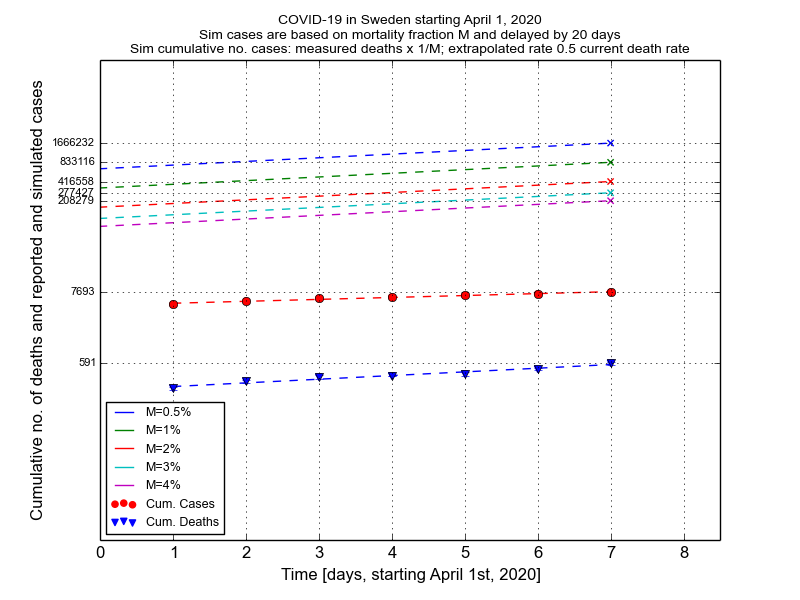 COVID-19 in Sweden starting April 1, 2020
Sim cases are based on mortality fraction M and delayed by 20 days
Sim cumulative no. cases: measured deaths x 1/M; extrapolated rate 0.5 current death rate
Cumulative no. of deaths and reported and simulated cases
1666232
833116
416558
277427
208279
7693
591
M=0.5%
M=1%
M=2%
M=3%
M=4%
Cum. Cases
Cum. Deaths
0 1 2 3 4 5 6 7 8
Time [days, starting April 1st, 2020]